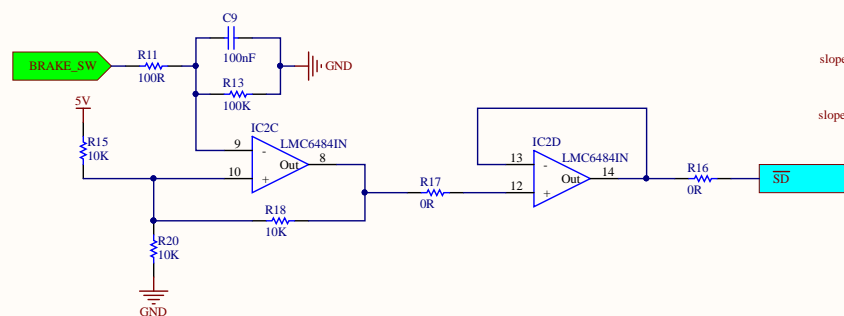 C9
100nF
GND
BRAKE_SW
R11
100R
R13
100K
slope
5V
R15
10K
IC2C
LMC6484IN
9
-
10
+
Out
8
slope
IC2D
LMC6484IN
13
-
12
+
Out
14
R17
0R
R16
0R
SD
R18
10K
R20
10K
GND